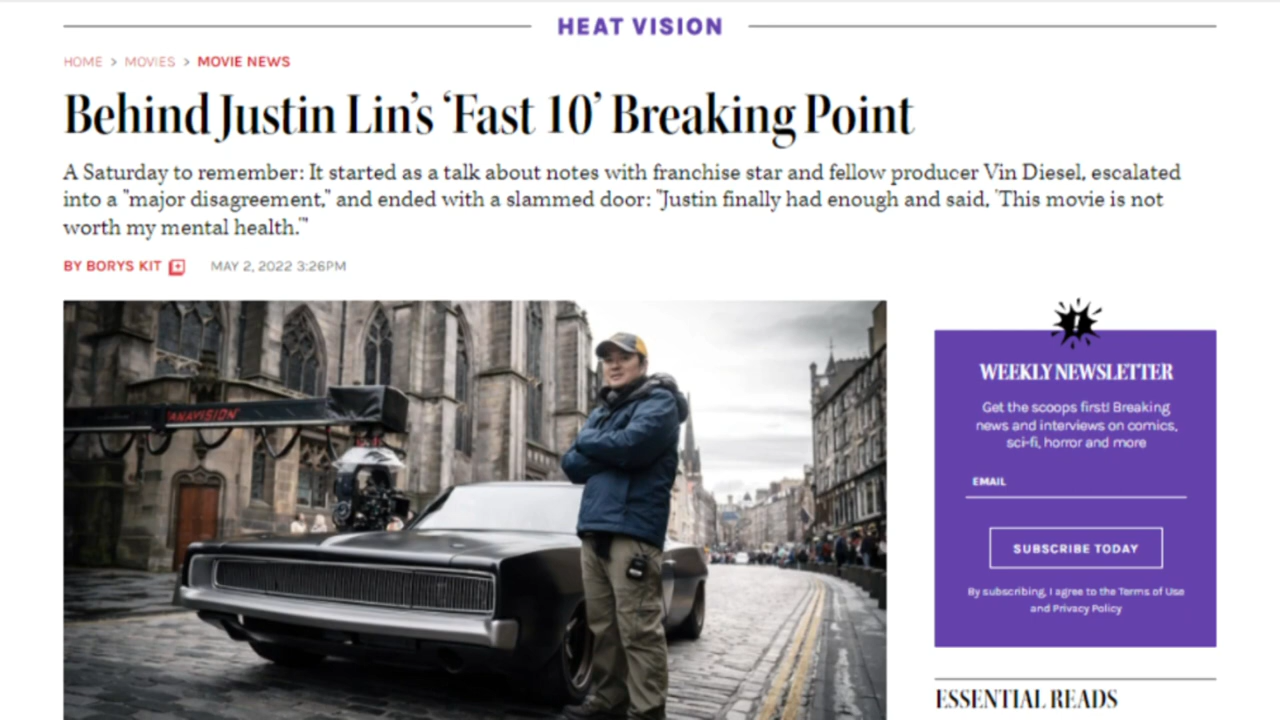 HEAT VISION
HOME > MOVIES > MOVIE NEWS
Behind Justin Lin's ‘Fast 10’ Breaking Point
A Saturday to remember: It started as a talk about notes with franchise star and fellow producer Vin Diesel, escalated
into a "major disagreement," and ended with a slammed door: "Justin finally had enough and said, 'This movie is not
worth my mental health.'"
BY BORYS KIT
MAY 2, 2022 3:26PM
PANAVISION
WEEKLY NEWSLETTER
Get the scoops first! Breaking
news and interviews on comics,
sci-fi, horror and more
EMAIL
SUBSCRIBE TODAY
By subscribing, I agree to the Terms of Use
and Privacy Policy
ESSENTIAL READS